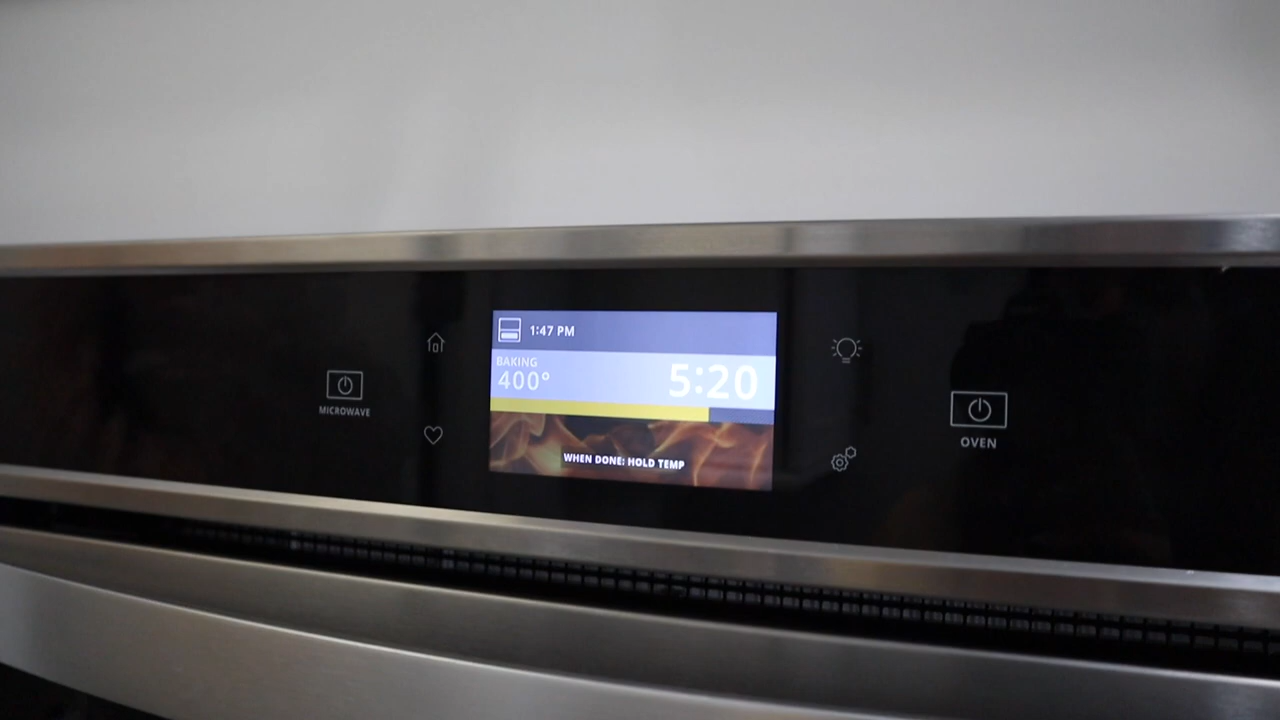 1:47 PM
BAKING
400°
5:20
WHEN DONE: HOLD TEMP
MICROWAVE
OVEN